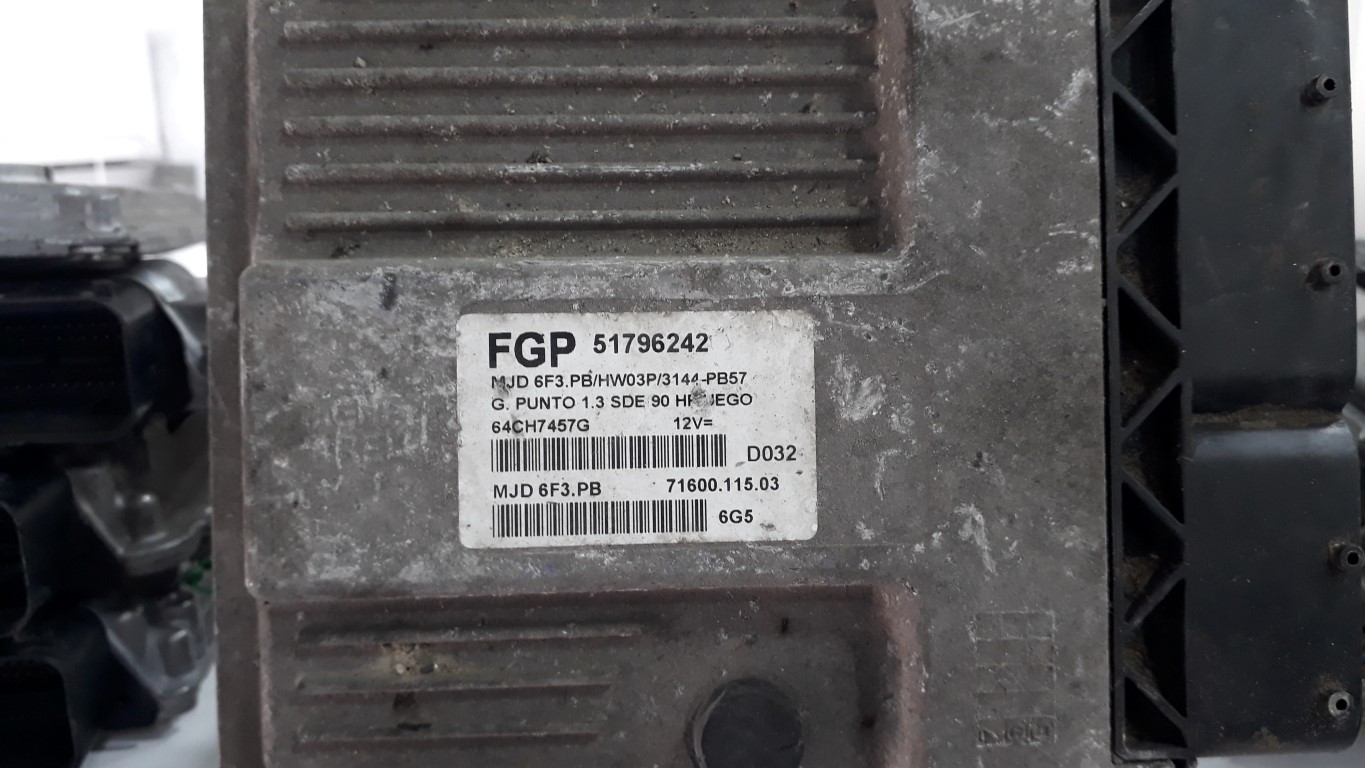 FGP 51796242
MJD 6F3.PB/HW03P/3144-PB57
G. PUNTO 1.3 SDE 90
64CH7457G 12V=
D032
MJD 6F3.PB 71600.115.03
6G5